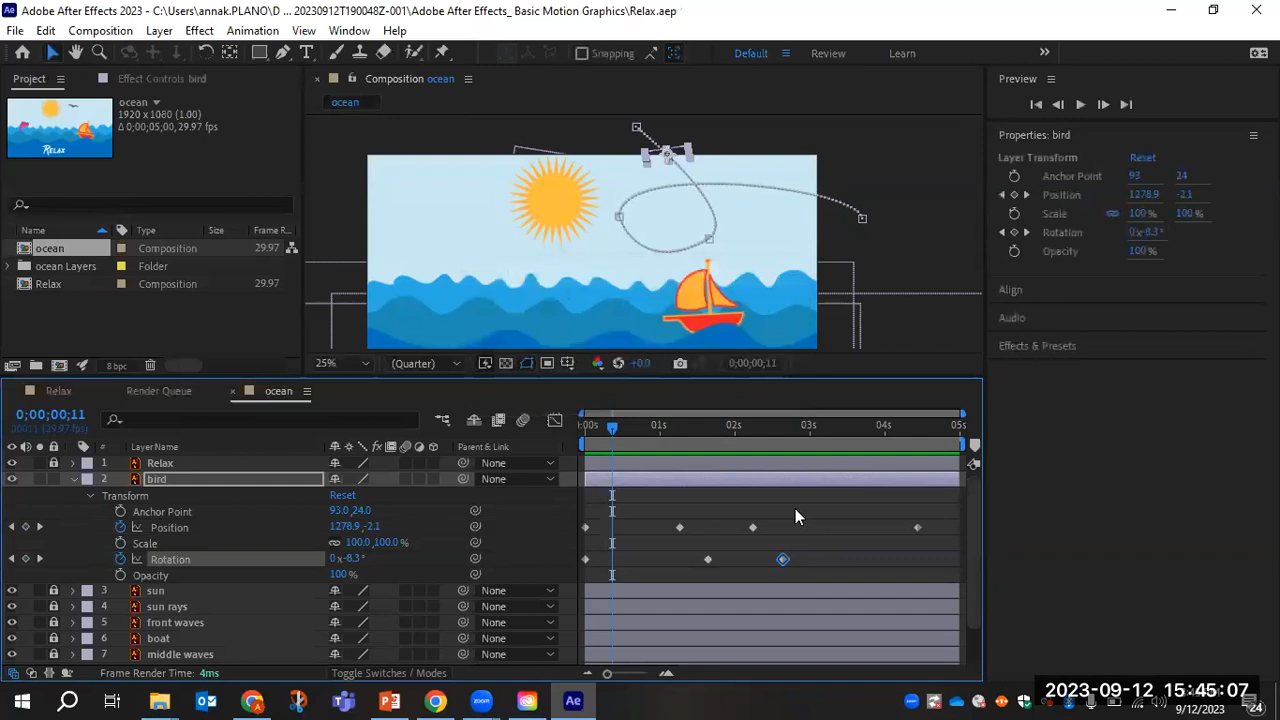 Adobe After Effects 2023 - C:\Users\annak.PLANO\D ... 20230912T190048Z-001\Adobe After Effects_ Basic Motion Graphics\Relax.aep
File Edit Composition Layer Effect Animation View Window Help
Snapping Default Review Learn
Project Effect Controls bird Composition ocean Preview
ocean
1920 x 1080 (1.00)
Δ 0;00;05;00, 29.97 fps
RELAX
ocean
Properties: bird
Layer Transform Reset
Anchor Point 93 24
Position 1278.9 -2.1
Scale 100 % 100 %
Rotation 0 x-8.3°
Opacity 100 %
Align
Audio
Effects & Presets
Name Type Size Frame R...
ocean Composition 29.97
ocean Layers Folder
Relax Composition 29.97
8 bpc 25% (Quarter) +0.0 0;00;00;11
Relax Render Queue ocean
0;00;00;11
00011 (29.97 fps)
:00s 01s 02s 03s 04s 05s
# Layer Name fx Parent & Link
1 Relax None
2 bird None
Transform Reset
Anchor Point 93.0,24.0
Position 1278.9,-2.1
Scale 100.0,100.0 %
Rotation 0 x-8.3°
Opacity 100 %
3 sun None
4 sun rays None
5 front waves None
6 boat None
7 middle waves None
Frame Render Time: 4ms Toggle Switches / Modes
2023-09-12 15:45:07
9/12/2023 24